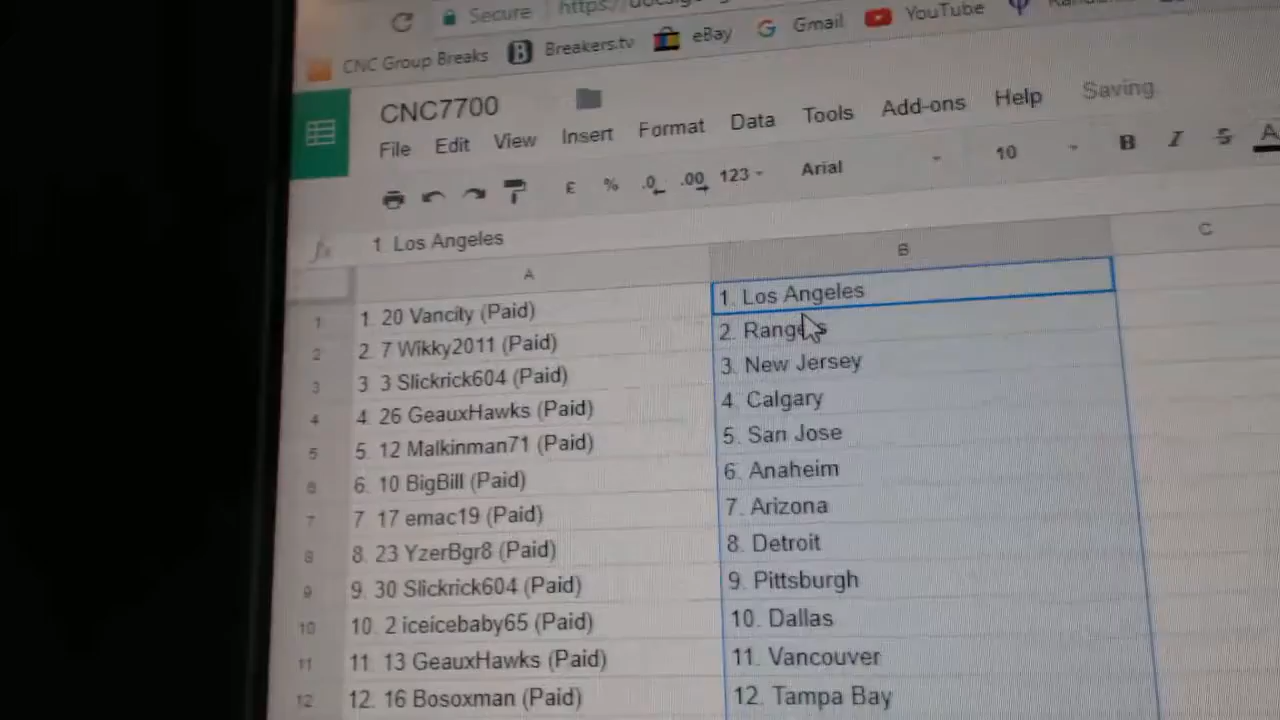 Secure
CNC Group Breaks Breakers.tv eBay Gmail YouTube
CNC7700
File Edit View Insert Format Data Tools Add-ons Help Saving
£ % .0 .00 123 Arial 10 B I S A
fx 1 Los Angeles
A B C
1 1. 20 Vancity (Paid) 1. Los Angeles
2 2. 7 Wikky2011 (Paid) 2. Rangers
3 3 3 Slickrick604 (Paid) 3. New Jersey
4 4. 26 GeauxHawks (Paid) 4. Calgary
5 5. 12 Malkinman71 (Paid) 5. San Jose
6 6. 10 BigBill (Paid) 6. Anaheim
7 7 17 emac19 (Paid) 7. Arizona
8 8. 23 YzerBgr8 (Paid) 8. Detroit
9 9. 30 Slickrick604 (Paid) 9. Pittsburgh
10 10. 2 iceicebaby65 (Paid) 10. Dallas
11 11. 13 GeauxHawks (Paid) 11. Vancouver
12 12. 16 Bosoxman (Paid) 12. Tampa Bay